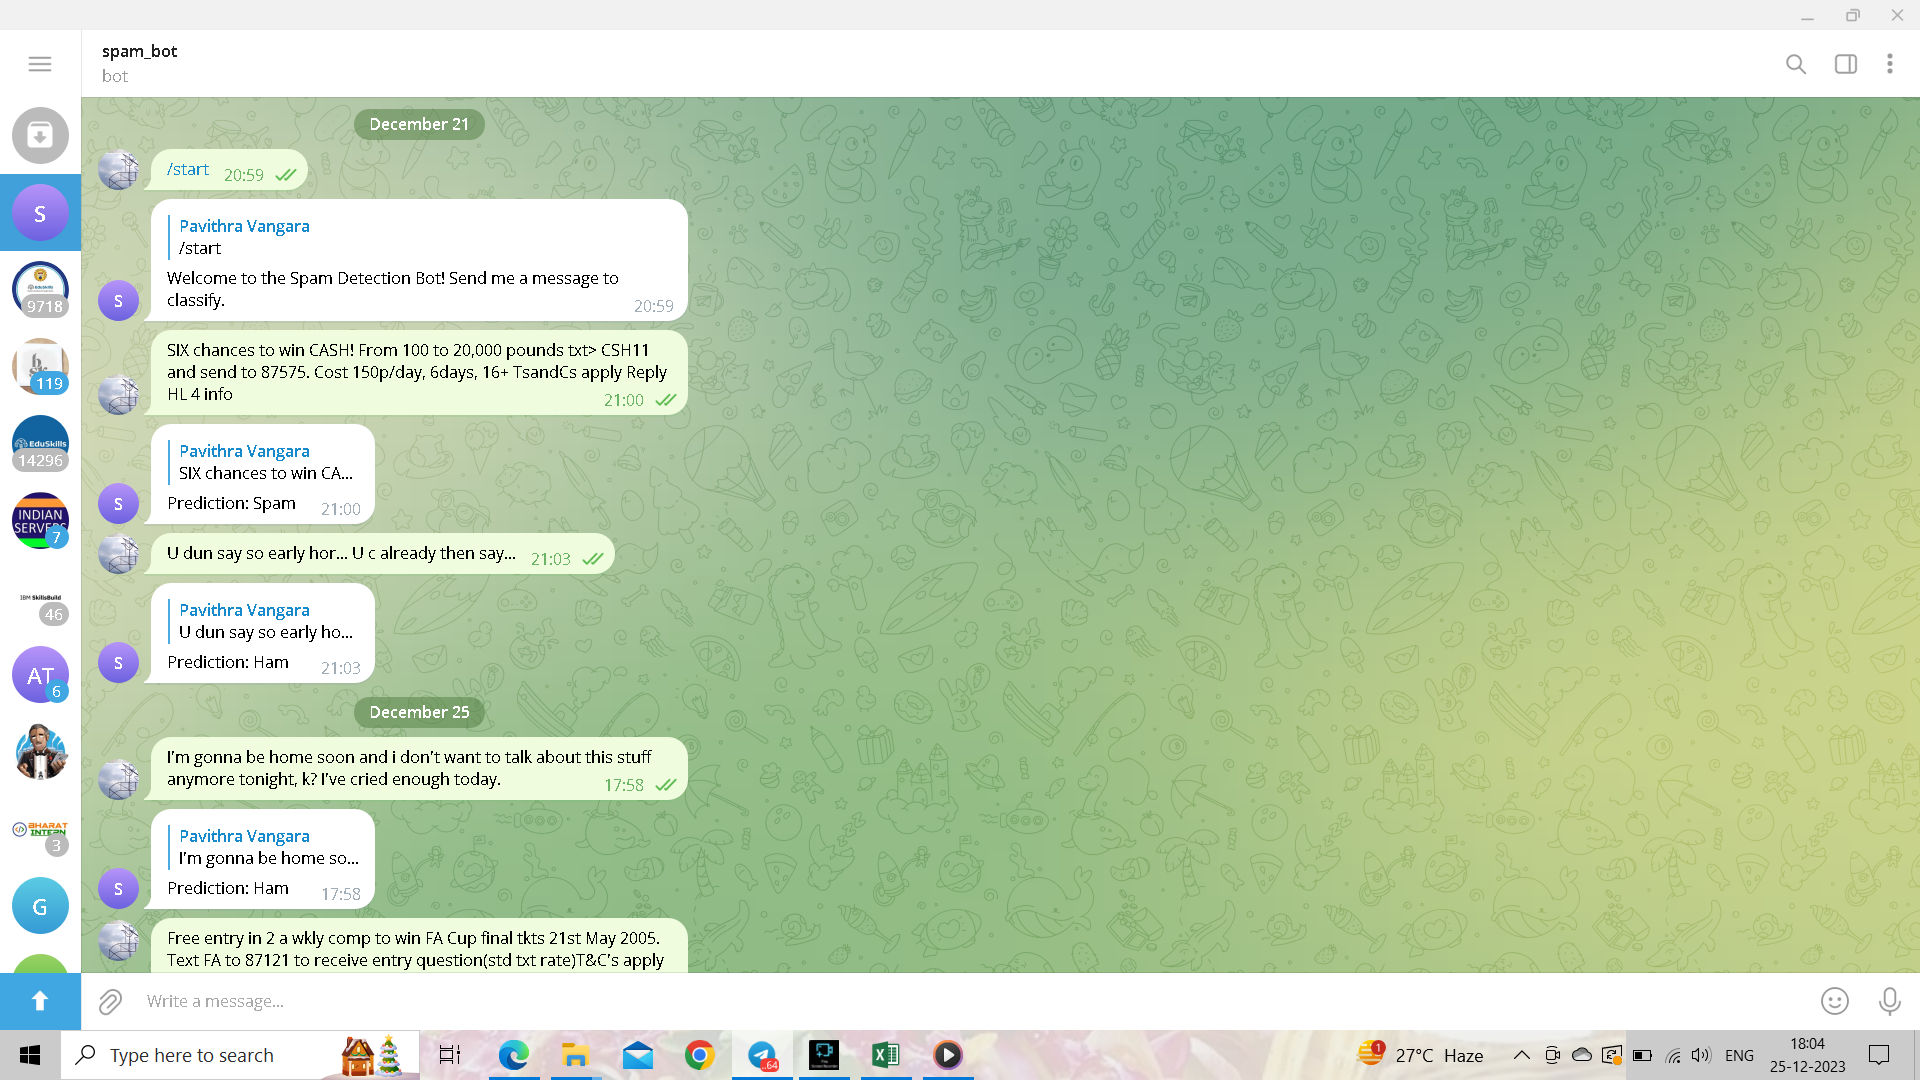 spam_bot
bot
December 21
/start 20:59
Pavithra Vangara
/start
Welcome to the Spam Detection Bot! Send me a message to
classify.
20:59
SIX chances to win CASH! From 100 to 20,000 pounds txt> CSH11
and send to 87575. Cost 150p/day, 6days, 16+ TsandCs apply Reply
HL 4 info
21:00
Pavithra Vangara
SIX chances to win CA...
Prediction: Spam 21:00
U dun say so early hor... U c already then say... 21:03
Pavithra Vangara
U dun say so early ho...
Prediction: Ham 21:03
December 25
I'm gonna be home soon and i don't want to talk about this stuff
anymore tonight, k? I've cried enough today.
17:58
Pavithra Vangara
I'm gonna be home so...
Prediction: Ham 17:58
Free entry in 2 a wkly comp to win FA Cup final tkts 21st May 2005.
Text FA to 87121 to receive entry question(std txt rate)T&C's apply
Write a message...
S
S
S
S
S
EduSkills
9718
119
EduSkills
14296
INDIAN
SERVERS
7
IBM SkillsBuild
46
AT
6
BHARAT
INTERN
3
G
Type here to search
.64
1
27°C Haze
ENG
18:04
25-12-2023